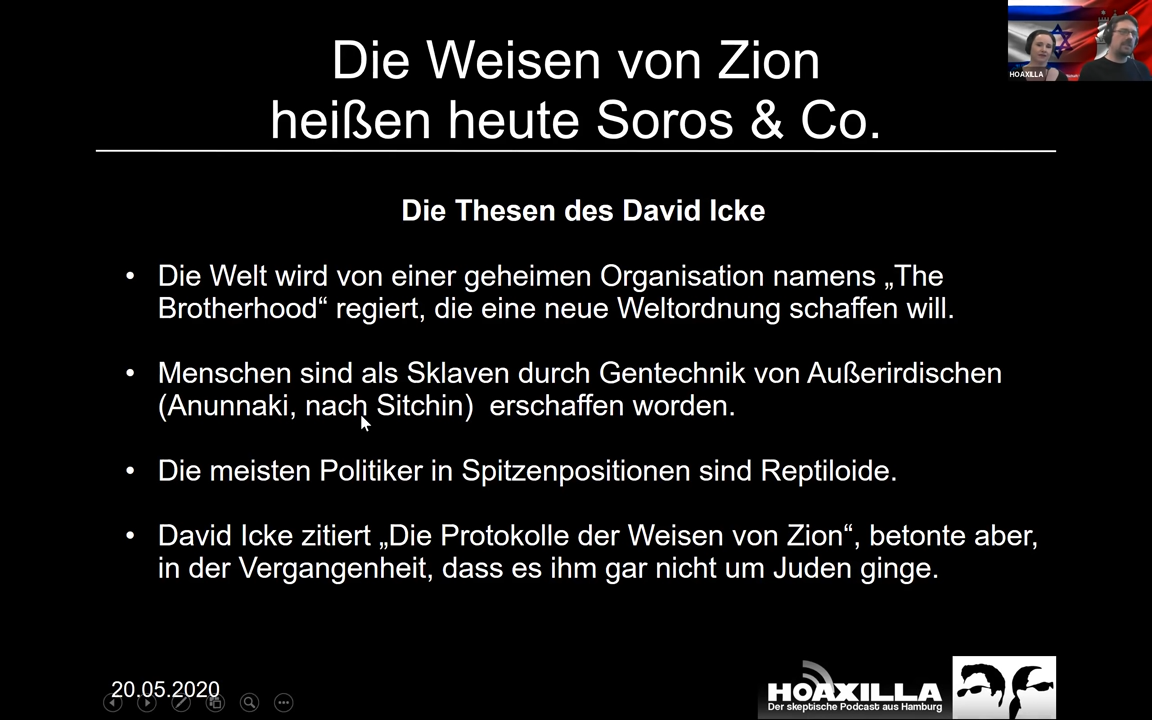 Die Weisen von Zion
heißen heute Soros & Co.
HOAXILLA
Die Thesen des David Icke
• Die Welt wird von einer geheimen Organisation namens „The
Brotherhood“ regiert, die eine neue Weltordnung schaffen will.
• Menschen sind als Sklaven durch Gentechnik von Außerirdischen
(Anunnaki, nach Sitchin) erschaffen worden.
• Die meisten Politiker in Spitzenpositionen sind Reptiloide.
• David Icke zitiert „Die Protokolle der Weisen von Zion“, betonte aber,
in der Vergangenheit, dass es ihm gar nicht um Juden ginge.
20.05.2020
HOAXILLA
Der skeptische Podcast aus Hamburg